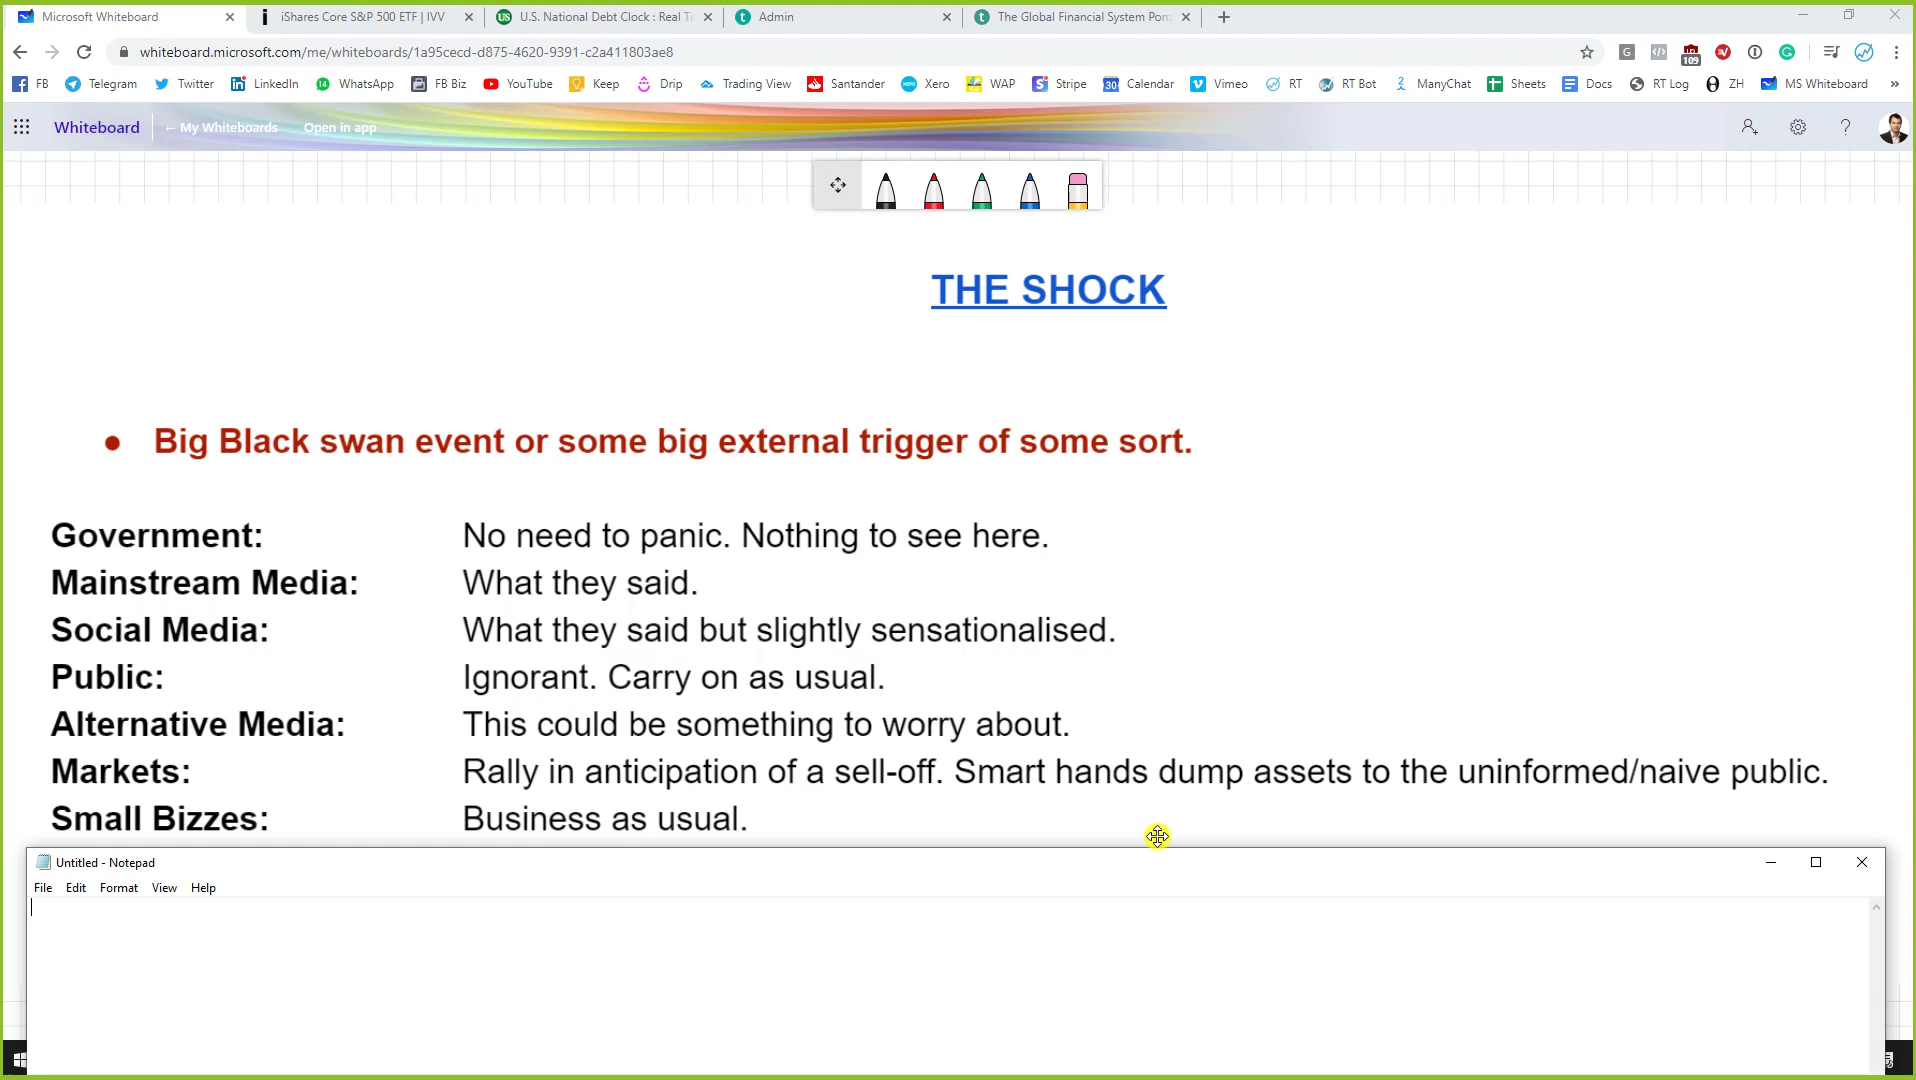 Microsoft Whiteboard
iShares Core S&P 500 ETF | IVV
U.S. National Debt Clock : Real T
Admin
The Global Financial System Pon
whiteboard.microsoft.com/me/whiteboards/1a95cecd-d875-4620-9391-c2a411803ae8
109
FB Telegram Twitter LinkedIn 14 WhatsApp FB Biz YouTube Keep Drip Trading View Santander Xero WAP Stripe 30 Calendar Vimeo RT RT Bot ManyChat Sheets Docs RT Log ZH MS Whiteboard »
Whiteboard ← My Whiteboards Open in app
THE SHOCK
● Big Black swan event or some big external trigger of some sort.
Government: No need to panic. Nothing to see here.
Mainstream Media: What they said.
Social Media: What they said but slightly sensationalised.
Public: Ignorant. Carry on as usual.
Alternative Media: This could be something to worry about.
Markets: Rally in anticipation of a sell-off. Smart hands dump assets to the uninformed/naive public.
Small Bizzes: Business as usual.
Untitled - Notepad
File Edit Format View Help